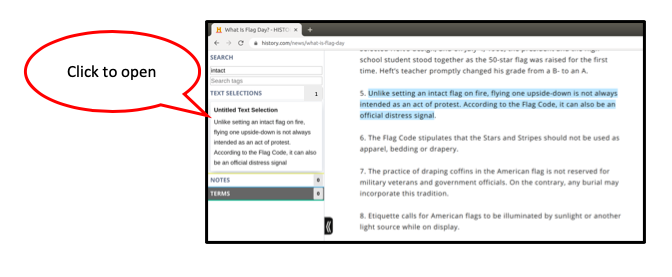 Click to open
What Is Flag Day? - HISTO
history.com/news/what-is-flag-day
SEARCH
intact
Search tags
TEXT SELECTIONS 1
Untitled Text Selection
Unlike setting an intact flag on fire,
flying one upside-down is not always
intended as an act of protest.
According to the Flag Code, it can also
be an official distress signal
NOTES 0
TERMS 0
school student stood together as the 50-star flag was raised for the first
time. Heft's teacher promptly changed his grade from a B- to an A.
5. Unlike setting an intact flag on fire, flying one upside-down is not always
intended as an act of protest. According to the Flag Code, it can also be an
official distress signal.
6. The Flag Code stipulates that the Stars and Stripes should not be used as
apparel, bedding or drapery.
7. The practice of draping coffins in the American flag is not reserved for
military veterans and government officials. On the contrary, any burial may
incorporate this tradition.
8. Etiquette calls for American flags to be illuminated by sunlight or another
light source while on display.